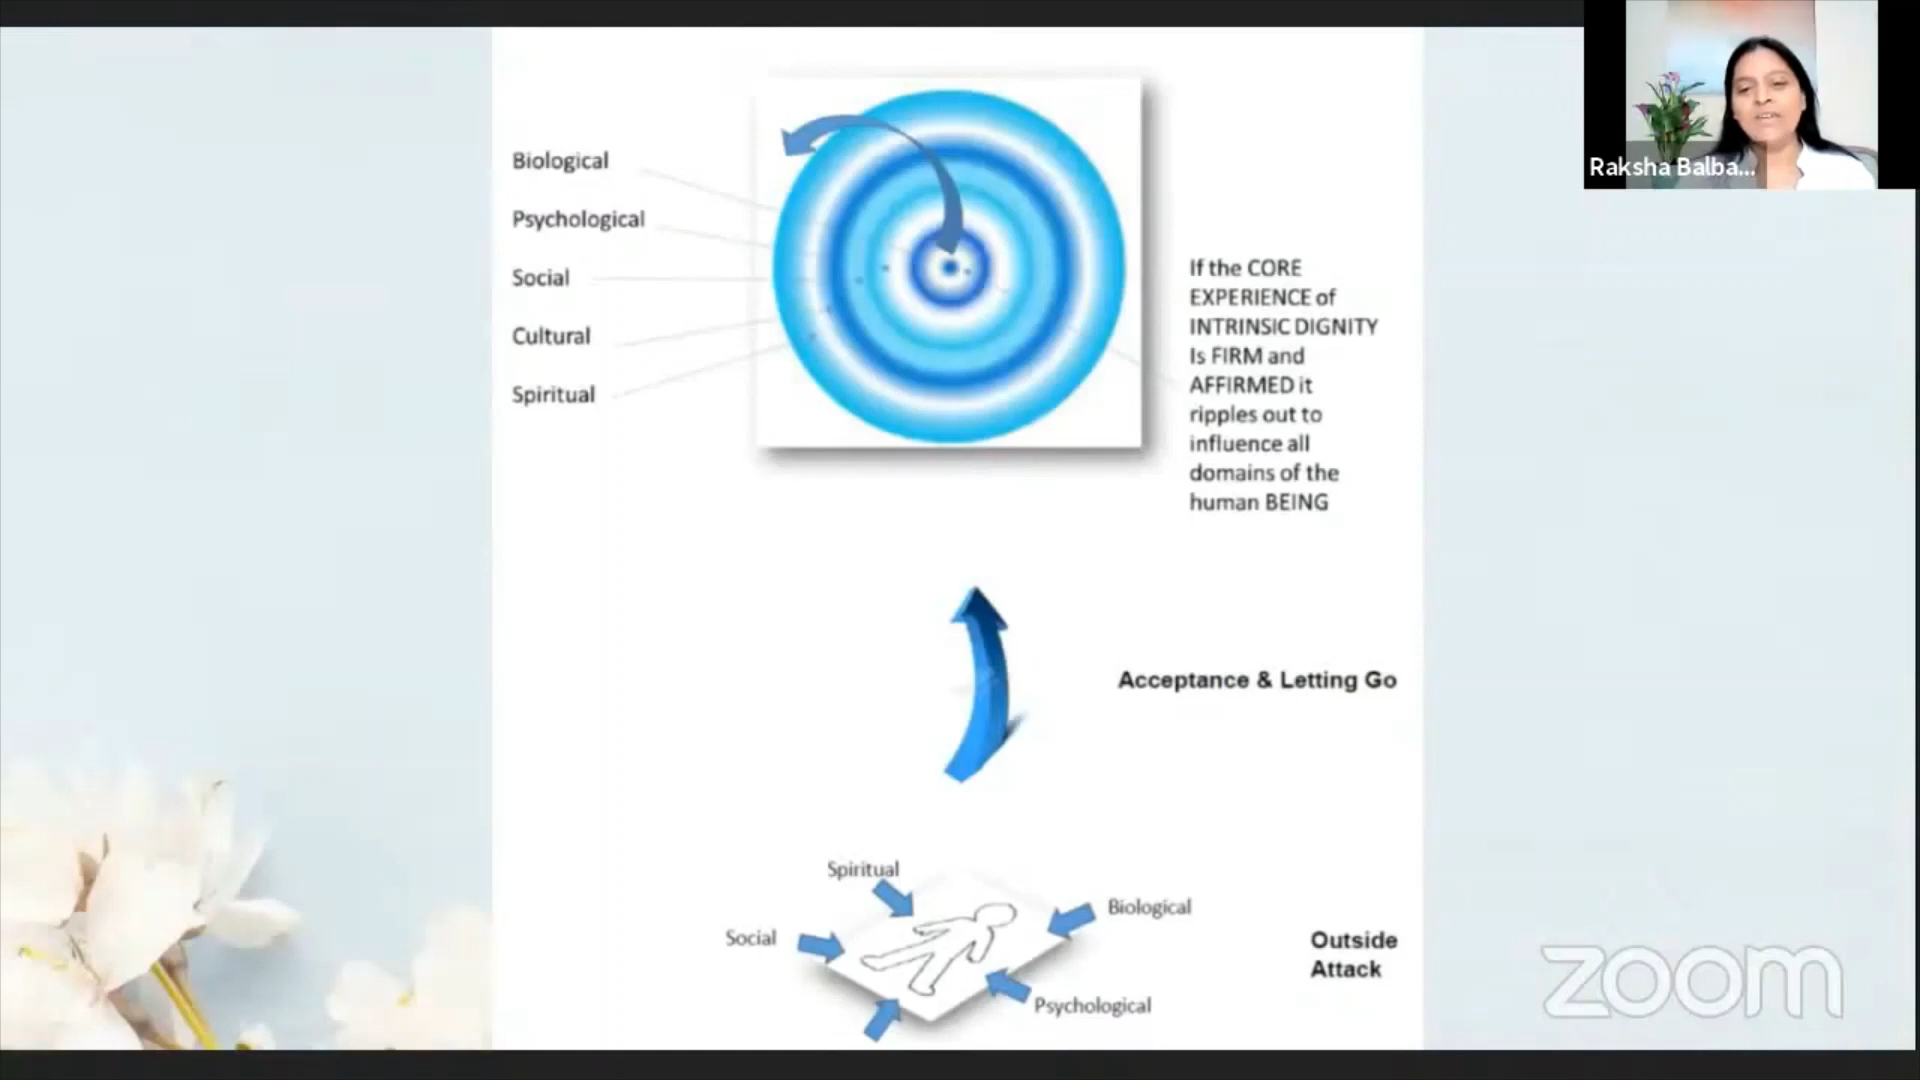 Raksha Balba...
Biological
Psychological
Social
Cultural
Spiritual
If the CORE
EXPERIENCE of
INTRINSIC DIGNITY
Is FIRM and
AFFIRMED it
ripples out to
influence all
domains of the
human BEING
Acceptance & Letting Go
Spiritual
Biological
Social
Psychological
Outside
Attack
zoom